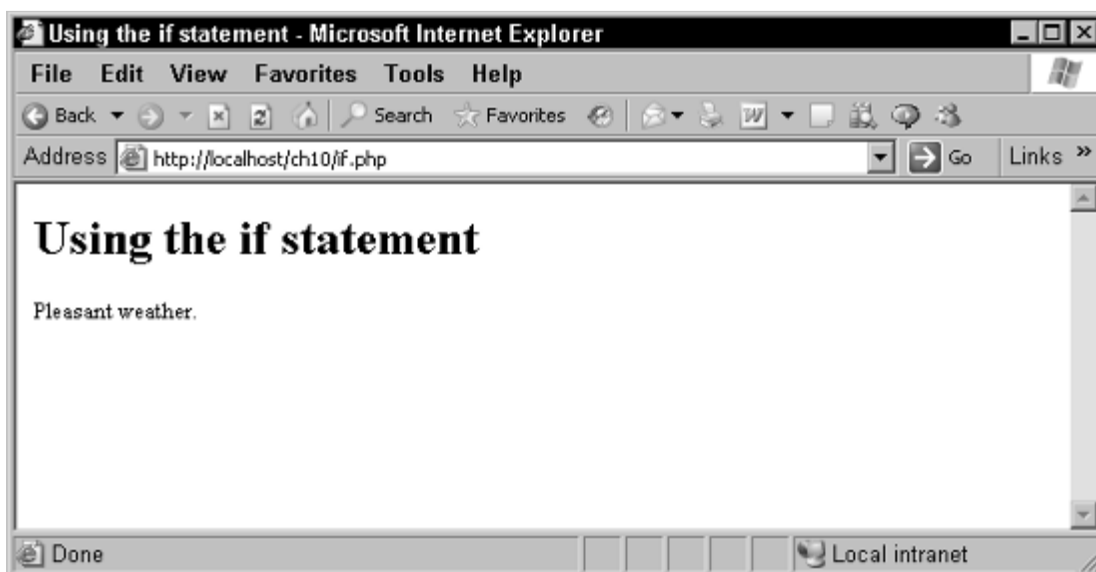 Using the if statement - Microsoft Internet Explorer
File Edit View Favorites Tools Help
Back Search Favorites W
Address http://localhost/ch10/if.php Go Links »
Using the if statement
Pleasant weather.
Done Local intranet